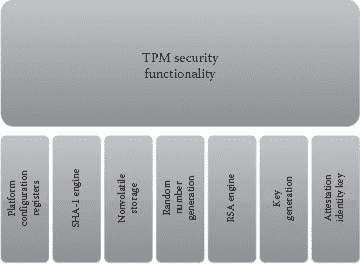 TPM security
functionality
Platform
configuration
registers
SHA-1 engine
Nonvolatile
storage
Random
number
generation
RSA engine
Key
generation
Attestation
identity key